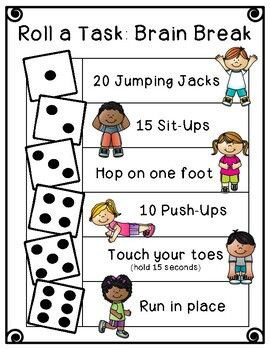 Roll a Task: Brain Break
20 Jumping Jacks
15 Sit-Ups
Hop on one foot
10 Push-Ups
Touch your toes
(hold 15 seconds)
Run in place